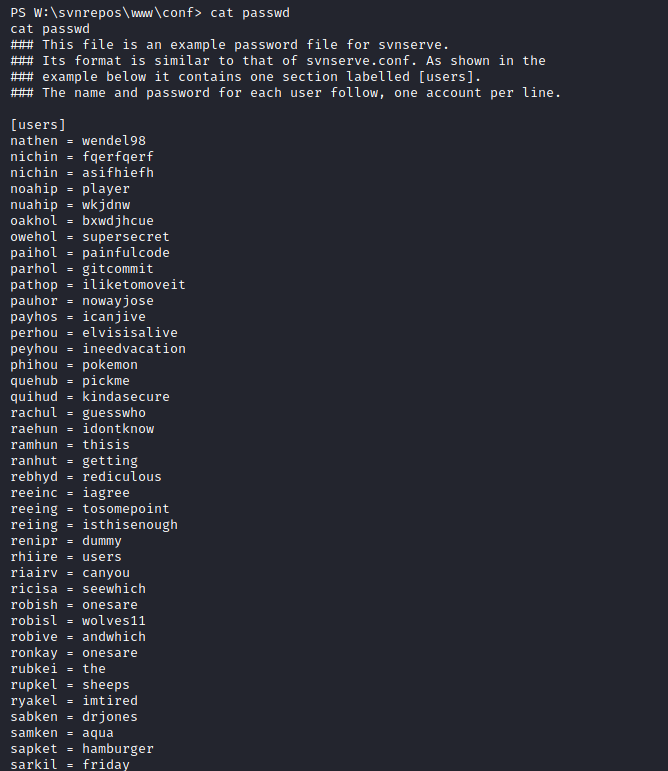 PS W:\svnrepos\www\conf> cat passwd
cat passwd
### This file is an example password file for svnserve.
### Its format is similar to that of svnserve.conf. As shown in the
### example below it contains one section labelled [users].
### The name and password for each user follow, one account per line.
[users]
nathen = wendel98
nichin = fqerfqerf
nichin = asifhiefh
noahip = player
nuahip = wkjdnw
oakhol = bxwdjhcue
owehol = supersecret
paihol = painfulcode
parhol = gitcommit
pathop = iliketomoveit
pauhor = nowayjose
payhos = icanjive
perhou = elvisisalive
peyhou = ineedvacation
phihou = pokemon
quehub = pickme
quihud = kindasecure
rachul = guesswho
raehun = idontknow
ramhun = thisis
ranhut = getting
rebhyd = rediculous
reeinc = iagree
reeing = tosomepoint
reiing = isthisenough
renipr = dummy
rhiire = users
riairv = canyou
ricisa = seewhich
robish = onesare
robisl = wolves11
robive = andwhich
ronkay = onesare
rubkei = the
rupkel = sheeps
ryakel = imtired
sabken = drjones
samken = aqua
sapket = hamburger
sarkil = friday